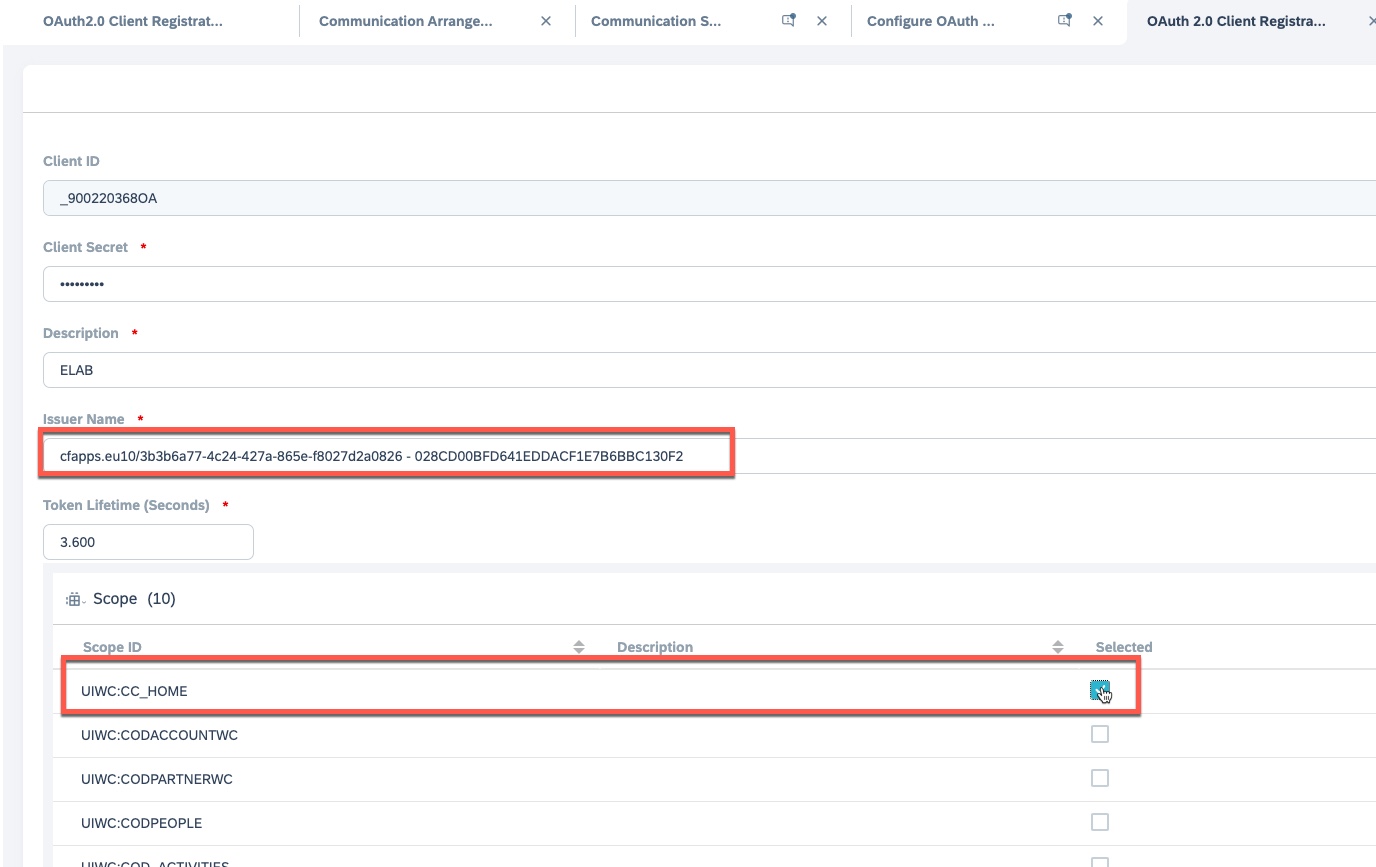 OAuth2.0 Client Registrat...
Communication Arrange...
Communication S...
Configure OAuth ...
OAuth 2.0 Client Registra...
Client ID
_900220368OA
Client Secret *
•••••••••
Description *
ELAB
Issuer Name *
cfapps.eu10/3b3b6a77-4c24-427a-865e-f8027d2a0826 - 028CD00BFD641EDDACF1E7B6BBC130F2
Token Lifetime (Seconds) *
3.600
Scope (10)
Scope ID Description Selected
UIWC:CC_HOME
UIWC:CODACCOUNTWC
UIWC:CODPARTNERWC
UIWC:CODPEOPLE
UIWC:COD_ACTIVITIES